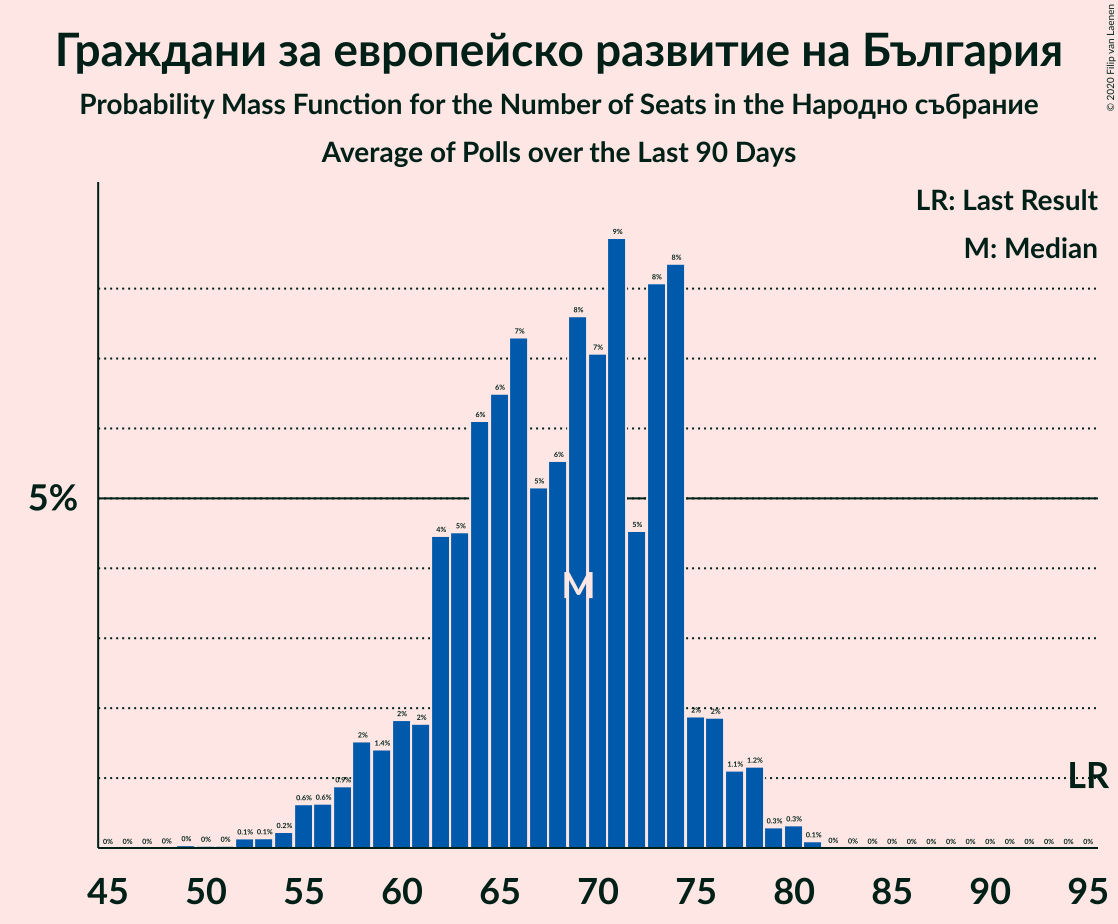 Граждани за европейско развитие на България
Probability Mass Function for the Number of Seats in the Народно събрание
Average of Polls over the Last 90 Days
© 2020 Filip van Laenen
LR: Last Result
M: Median
5%
0% 0% 0% 0% 0% 0% 0% 0.1% 0.1% 0.2% 0.6% 0.6% 0.9% 2% 1.4% 2% 2% 4% 5% 6% 6% 7% 5% 6% 8% 7% 9% 5% 8% 8% 2% 2% 1.1% 1.2% 0.3% 0.3% 0.1% 0% 0% 0% 0% 0% 0% 0% 0% 0% 0% 0% 0% 0% 0%
M
LR
45 50 55 60 65 70 75 80 85 90 95